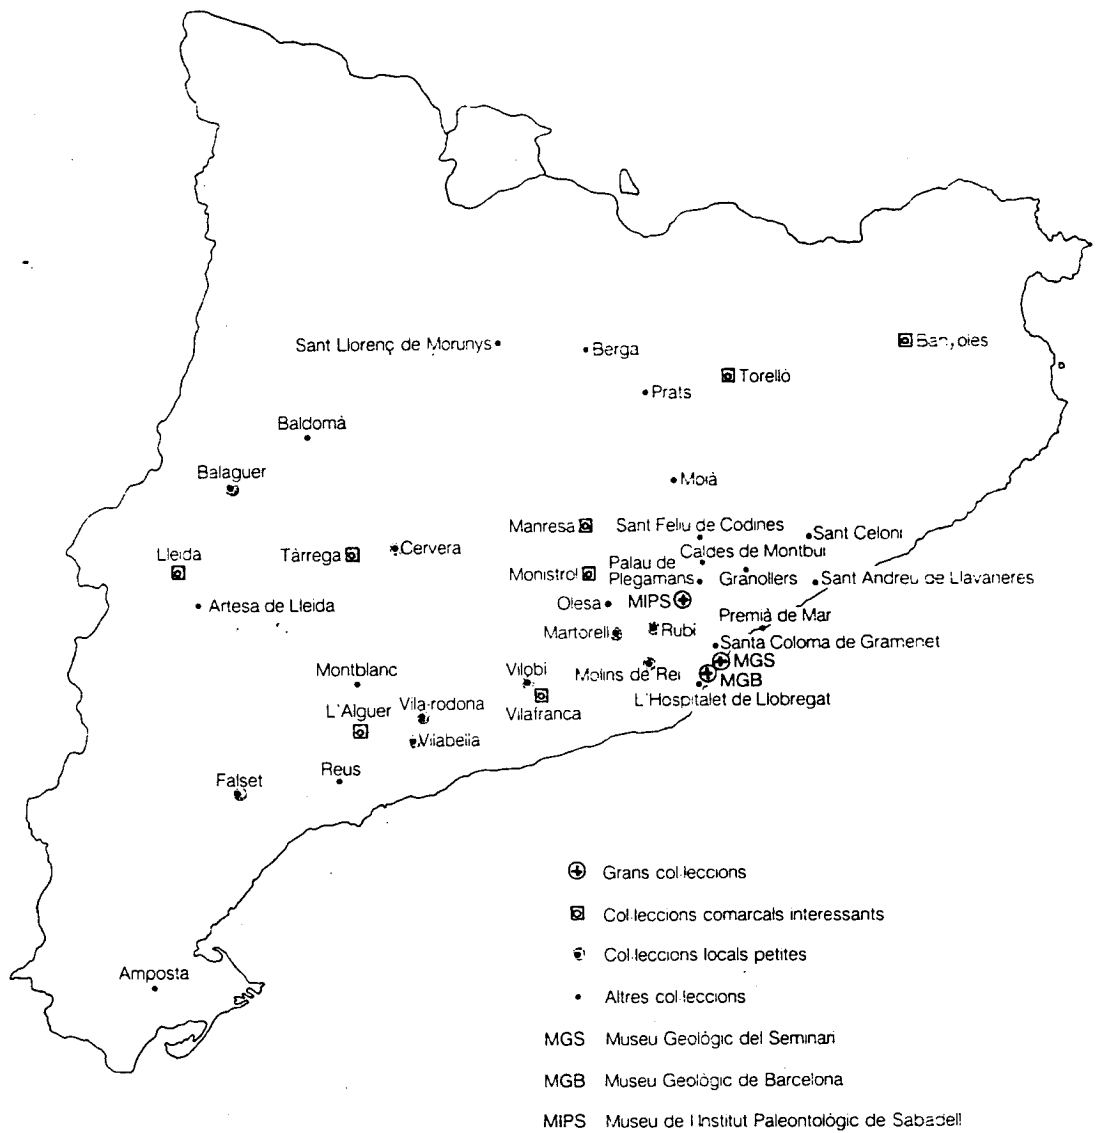 Sant Llorenç de Morunys
Berga
Banyoles
Torelló
Prats
Baldomà
Balaguer
Moià
Manresa
Sant Feliu de Codines
Sant Celoni
Lleida
Tàrrega
Cervera
Caldes de Montbui
Palau de
Plegamans
Monistrol
Granollers
Sant Andreu de Llavaneres
Artesa de Lleida
Olesa
MIPS
Premià de Mar
Martorell
Rubi
Santa Coloma de Gramenet
MGS
Montblanc
Vilobi
Molins de Rei
MGB
L'Hospitalet de Llobregat
L'Alguer
Vila-rodona
Vilafranca
Vilabella
Falset
Reus
Amposta
Grans col·leccions
Col·leccions comarcals interessants
Col·leccions locals petites
Altres col·leccions
MGS Museu Geològic del Seminari
MGB Museu Geològic de Barcelona
MIPS Museu de l'Institut Paleontològic de Sabadell